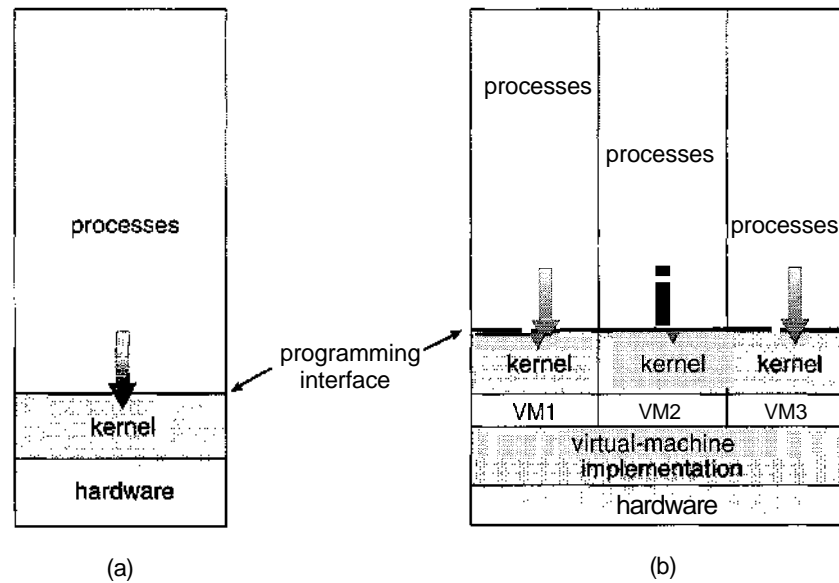 processes
kernel
hardware
(a)
programming
interface
processes
processes
processes
kernel
kernel
kernel
VM1
VM2
VM3
virtual-machine
implementation
hardware
(b)